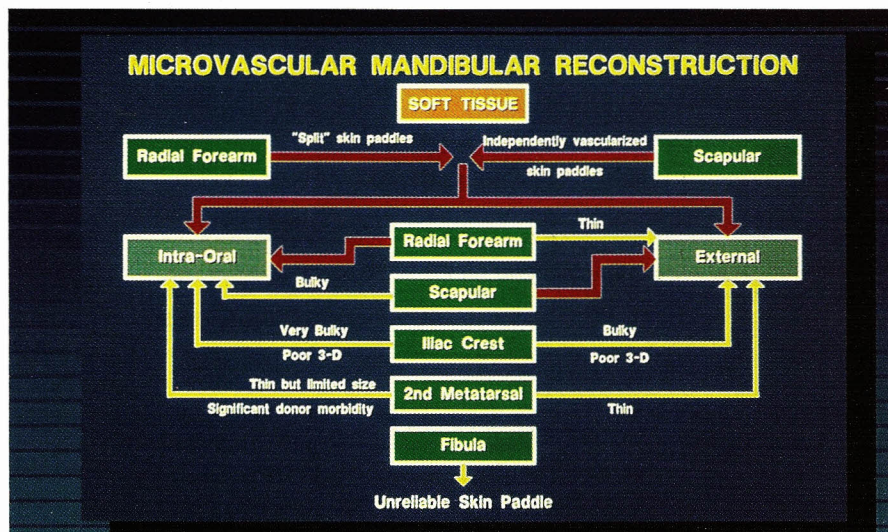 MICROVASCULAR MANDIBULAR RECONSTRUCTION
SOFT TISSUE
"Split" skin paddles
Independently vascularized
skin paddles
Radial Forearm
Scapular
Radial Forearm
Thin
Intra-Oral
External
Bulky
Scapular
Very Bulky
Poor 3-D
Iliac Crest
Bulky
Poor 3-D
Thin but limited size
Significant donor morbidity
2nd Metatarsal
Thin
Fibula
Unreliable Skin Paddle